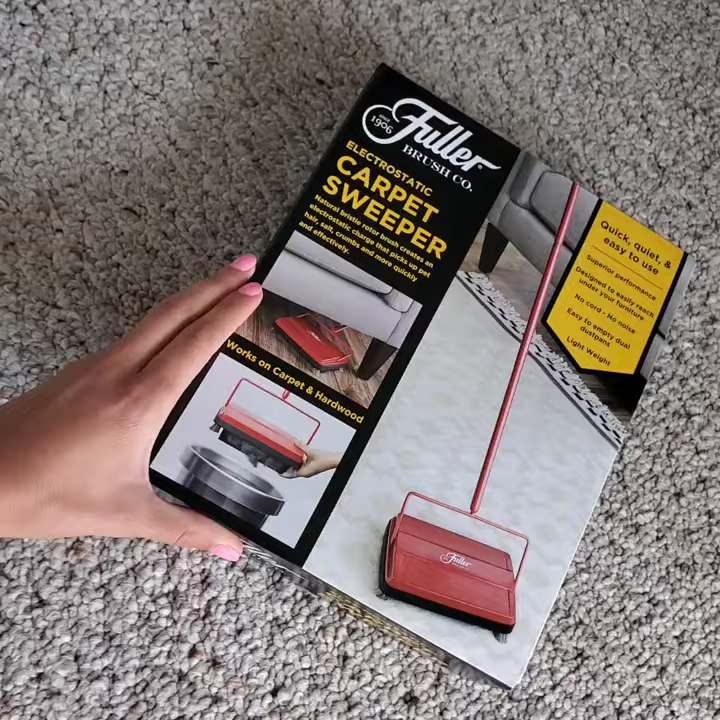 SINCE
1906
Fuller
BRUSH CO.
ELECTROSTATIC
CARPET
SWEEPER
Natural bristle rotor brush creates an
electrostatic charge that picks up pet
hair, salt, crumbs and more quickly
and effectively.
Works on Carpet & Hardwood
Quick, quiet, &
easy to use
Superior performance
Designed to easily reach
under your furniture
No cord - No noise
Easy to empty dual
dustpans
Light Weight
Fuller